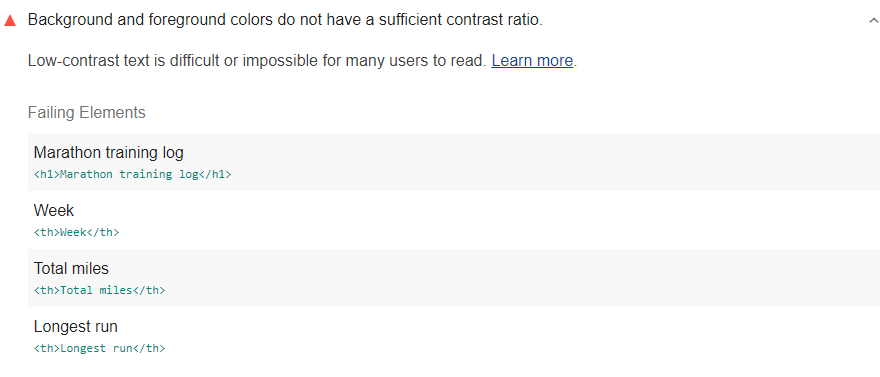 Background and foreground colors do not have a sufficient contrast ratio.
Low-contrast text is difficult or impossible for many users to read. Learn more.
Failing Elements
Marathon training log
<h1>Marathon training log</h1>
Week
<th>Week</th>
Total miles
<th>Total miles</th>
Longest run
<th>Longest run</th>